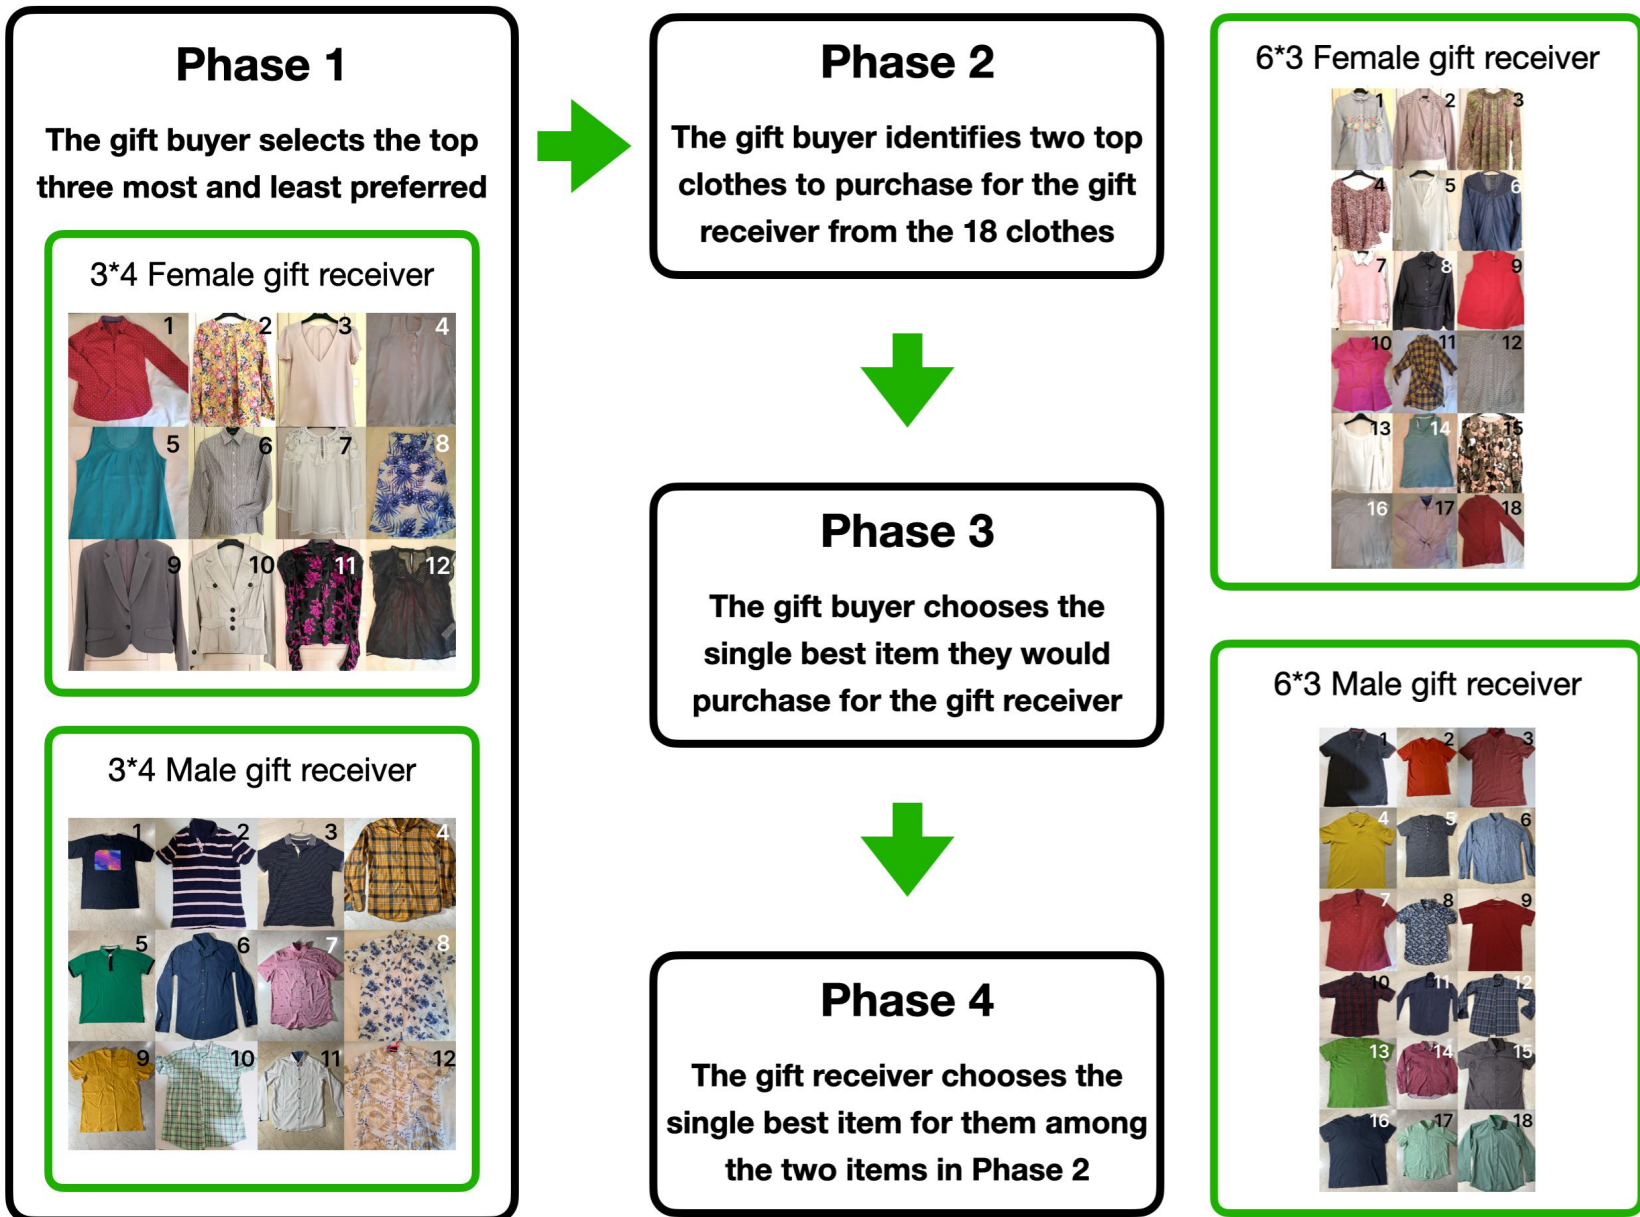 Phase 1
The gift buyer selects the top
three most and least preferred
3*4 Female gift receiver
1 2 3 4
5 6 7 8
9 10 11 12
3*4 Male gift receiver
1 2 3 4
5 6 7 8
9 10 11 12
Phase 2
The gift buyer identifies two top
clothes to purchase for the gift
receiver from the 18 clothes
Phase 3
The gift buyer chooses the
single best item they would
purchase for the gift receiver
Phase 4
The gift receiver chooses the
single best item for them among
the two items in Phase 2
6*3 Female gift receiver
1 2 3
4 5 6
7 8 9
10 11 12
13 14 15
16 17 18
6*3 Male gift receiver
1 2 3
4 5 6
7 8 9
10 11 12
13 14 15
16 17 18